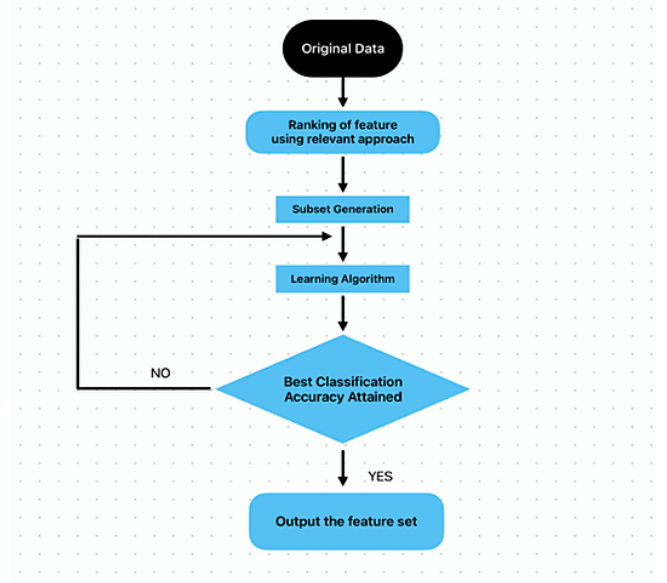 Original Data
Ranking of feature
using relevant approach
Subset Generation
Learning Algorithm
NO
Best Classification
Accuracy Attained
YES
Output the feature set